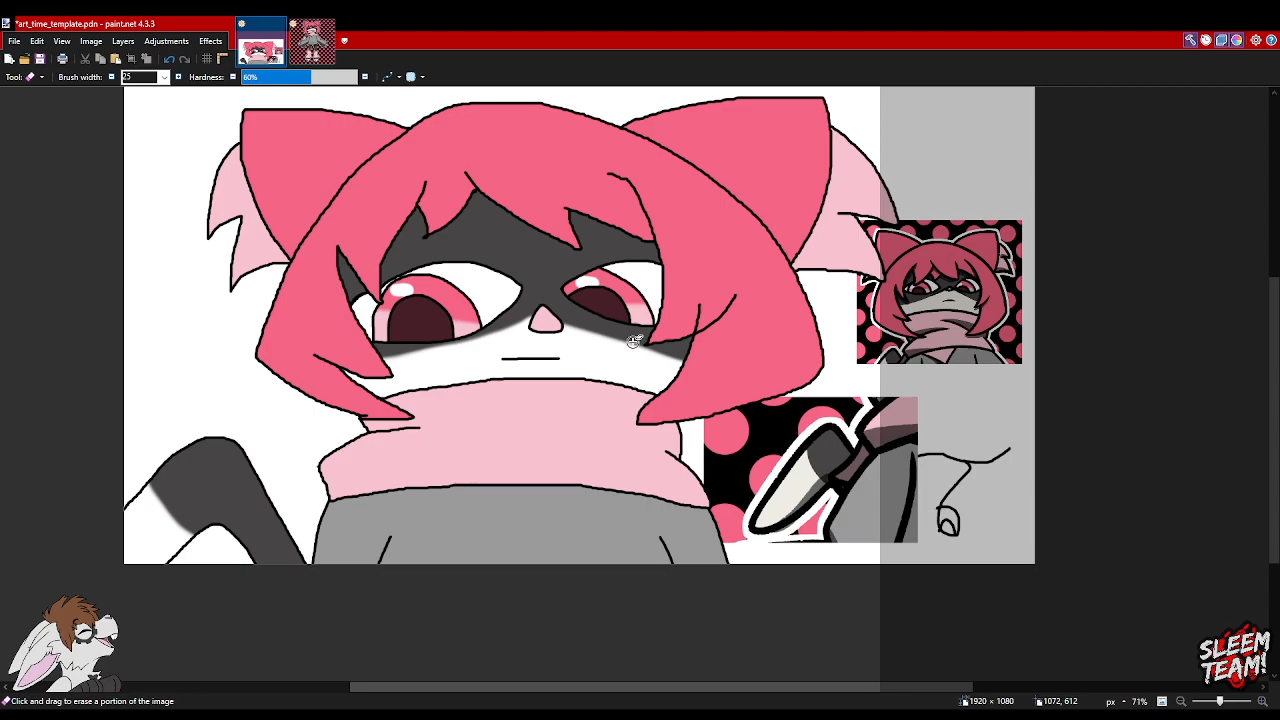 *art_time_template.pdn - paint.net 4.3.3
File Edit View Image Layers Adjustments Effects
Tool: Brush width: 25 Hardness: 60%
SLEEM
TEAM!
Click and drag to erase a portion of the image 1920 × 1080 1072, 612 px 71%